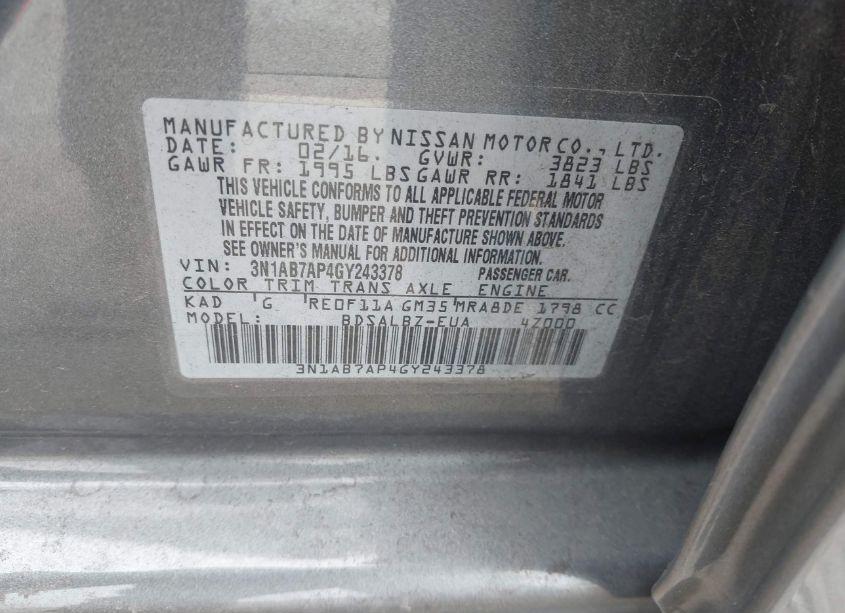 MANUFACTURED BY NISSAN MOTOR CO., LTD.
DATE: 02/16. GVWR: 3823 LBS
GAWR FR: 1995 LBS GAWR RR: 1841 LBS
THIS VEHICLE CONFORMS TO ALL APPLICABLE FEDERAL MOTOR
VEHICLE SAFETY, BUMPER AND THEFT PREVENTION STANDARDS
IN EFFECT ON THE DATE OF MANUFACTURE SHOWN ABOVE.
SEE OWNER'S MANUAL FOR ADDITIONAL INFORMATION.
VIN: 3N1AB7AP4GY243378 PASSENGER CAR.
COLOR TRIM TRANS AXLE ENGINE
KAD G RE0F11A GM35 MRA8DE 1798 CC
MODEL: BDSALBZ-EUA 4Z000
3N1AB7AP4GY243378